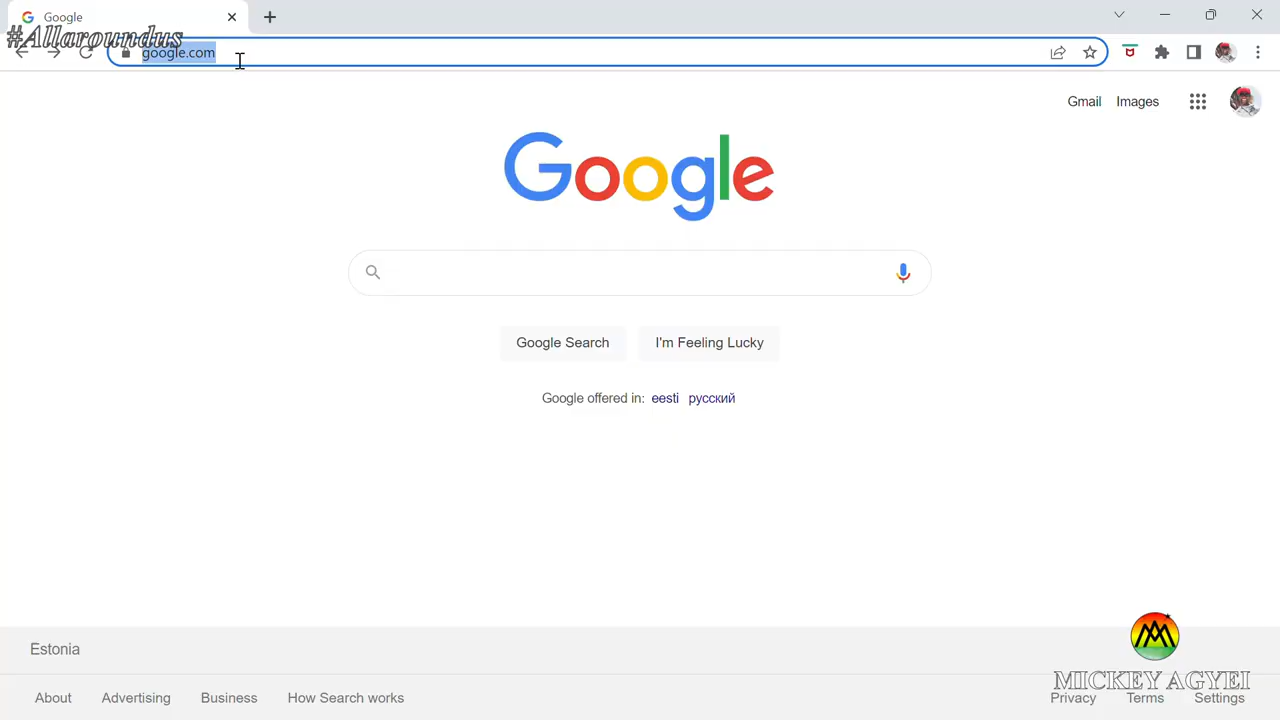 Google
#Allaroundus
google.com
Gmail Images
Google
Google Search I'm Feeling Lucky
Google offered in: eesti русский
Estonia
MICKEY AGYEI
About Advertising Business How Search works Privacy Terms Settings